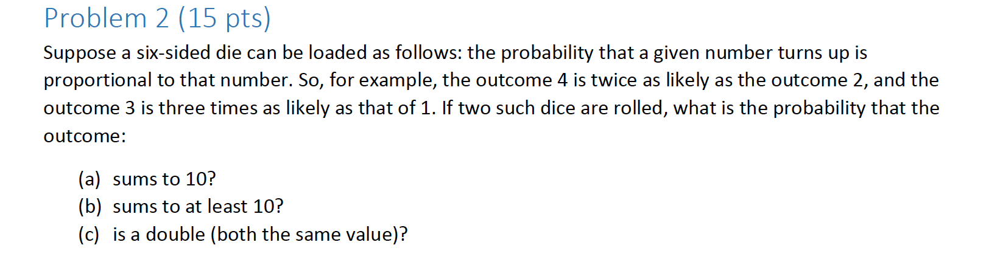 Problem 2 (15 pts)
Suppose a six-sided die can be loaded as follows: the probability that a given number turns up is
proportional to that number. So, for example, the outcome 4 is twice as likely as the outcome 2, and the
outcome 3 is three times as likely as that of 1. If two such dice are rolled, what is the probability that the
outcome:
(a) sums to 10?
(b) sums to at least 10?
(c) is a double (both the same value)?